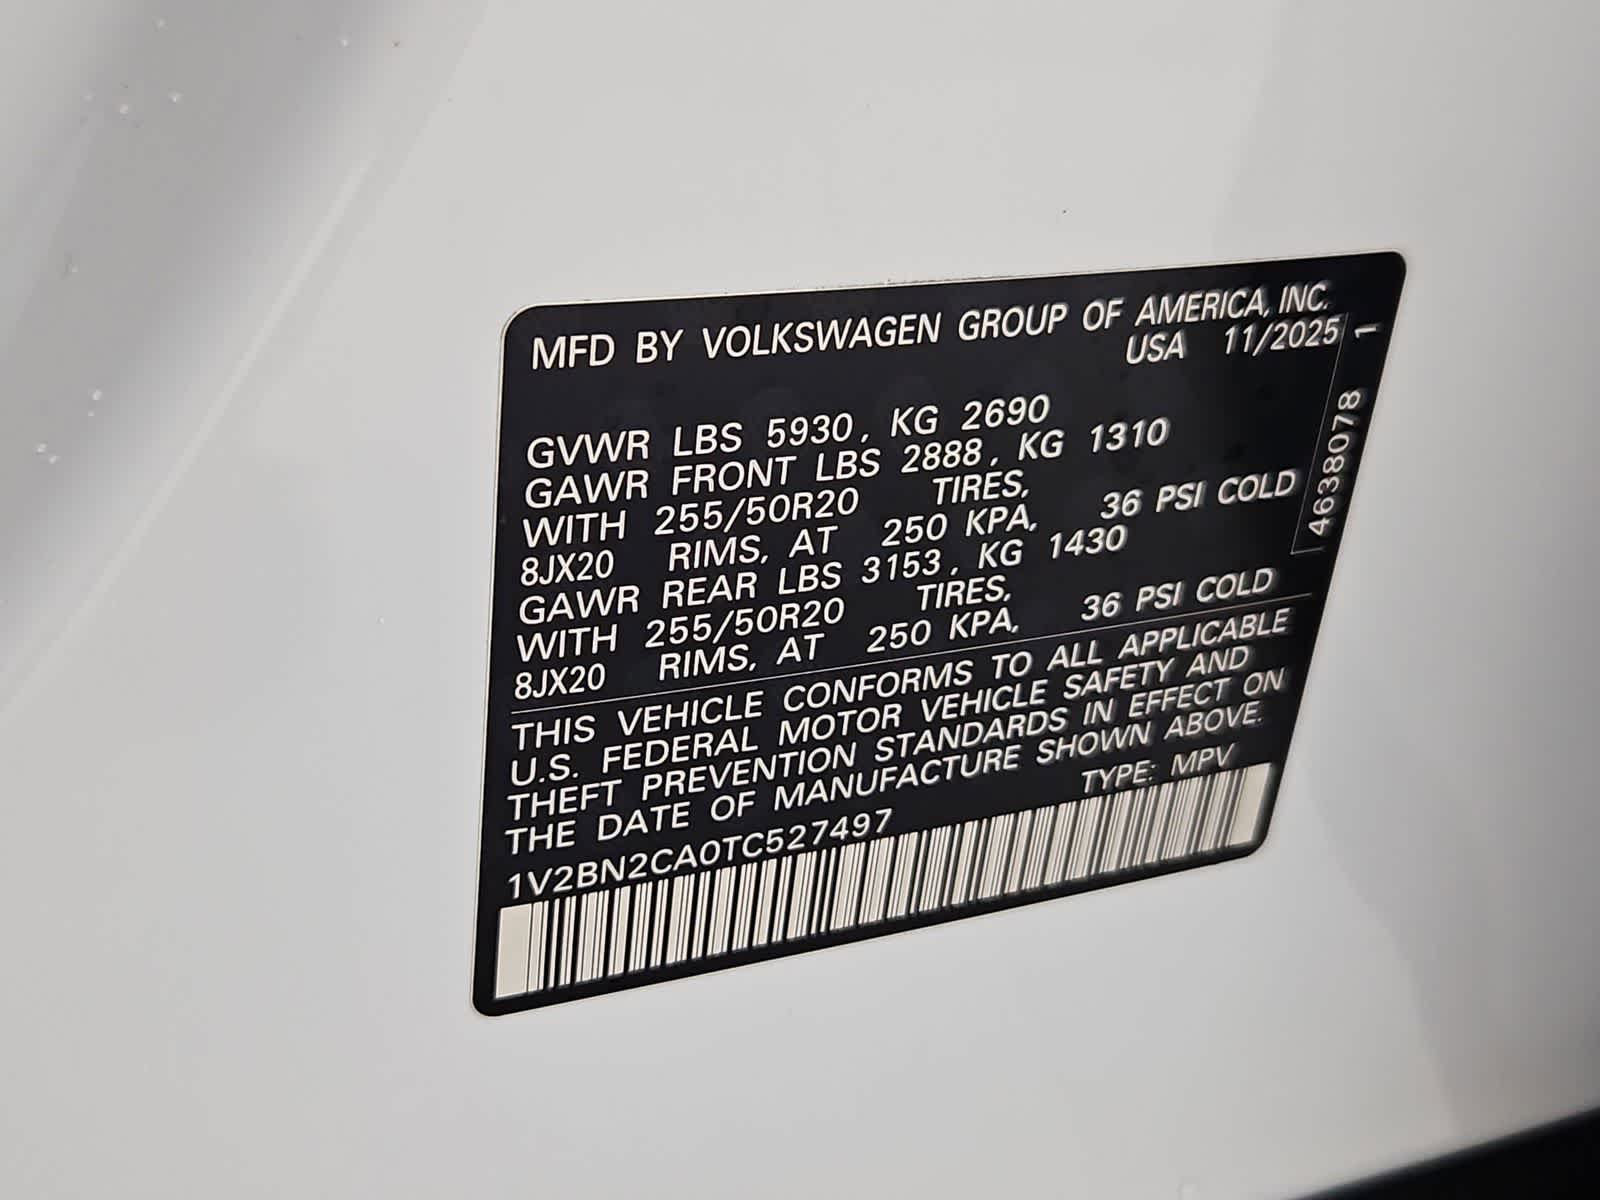 MFD BY VOLKSWAGEN GROUP OF AMERICA, INC.
USA 11/2025
GVWR LBS 5930, KG 2690
GAWR FRONT LBS 2888, KG 1310
WITH 255/50R20 TIRES,
8JX20 RIMS, AT 250 KPA, 36 PSI COLD
GAWR REAR LBS 3153, KG 1430
WITH 255/50R20 TIRES,
8JX20 RIMS, AT 250 KPA, 36 PSI COLD
THIS VEHICLE CONFORMS TO ALL APPLICABLE
U.S. FEDERAL MOTOR VEHICLE SAFETY AND
THEFT PREVENTION STANDARDS IN EFFECT ON
THE DATE OF MANUFACTURE SHOWN ABOVE.
TYPE: MPV
1V2BN2CA0TC527497
4638078 1